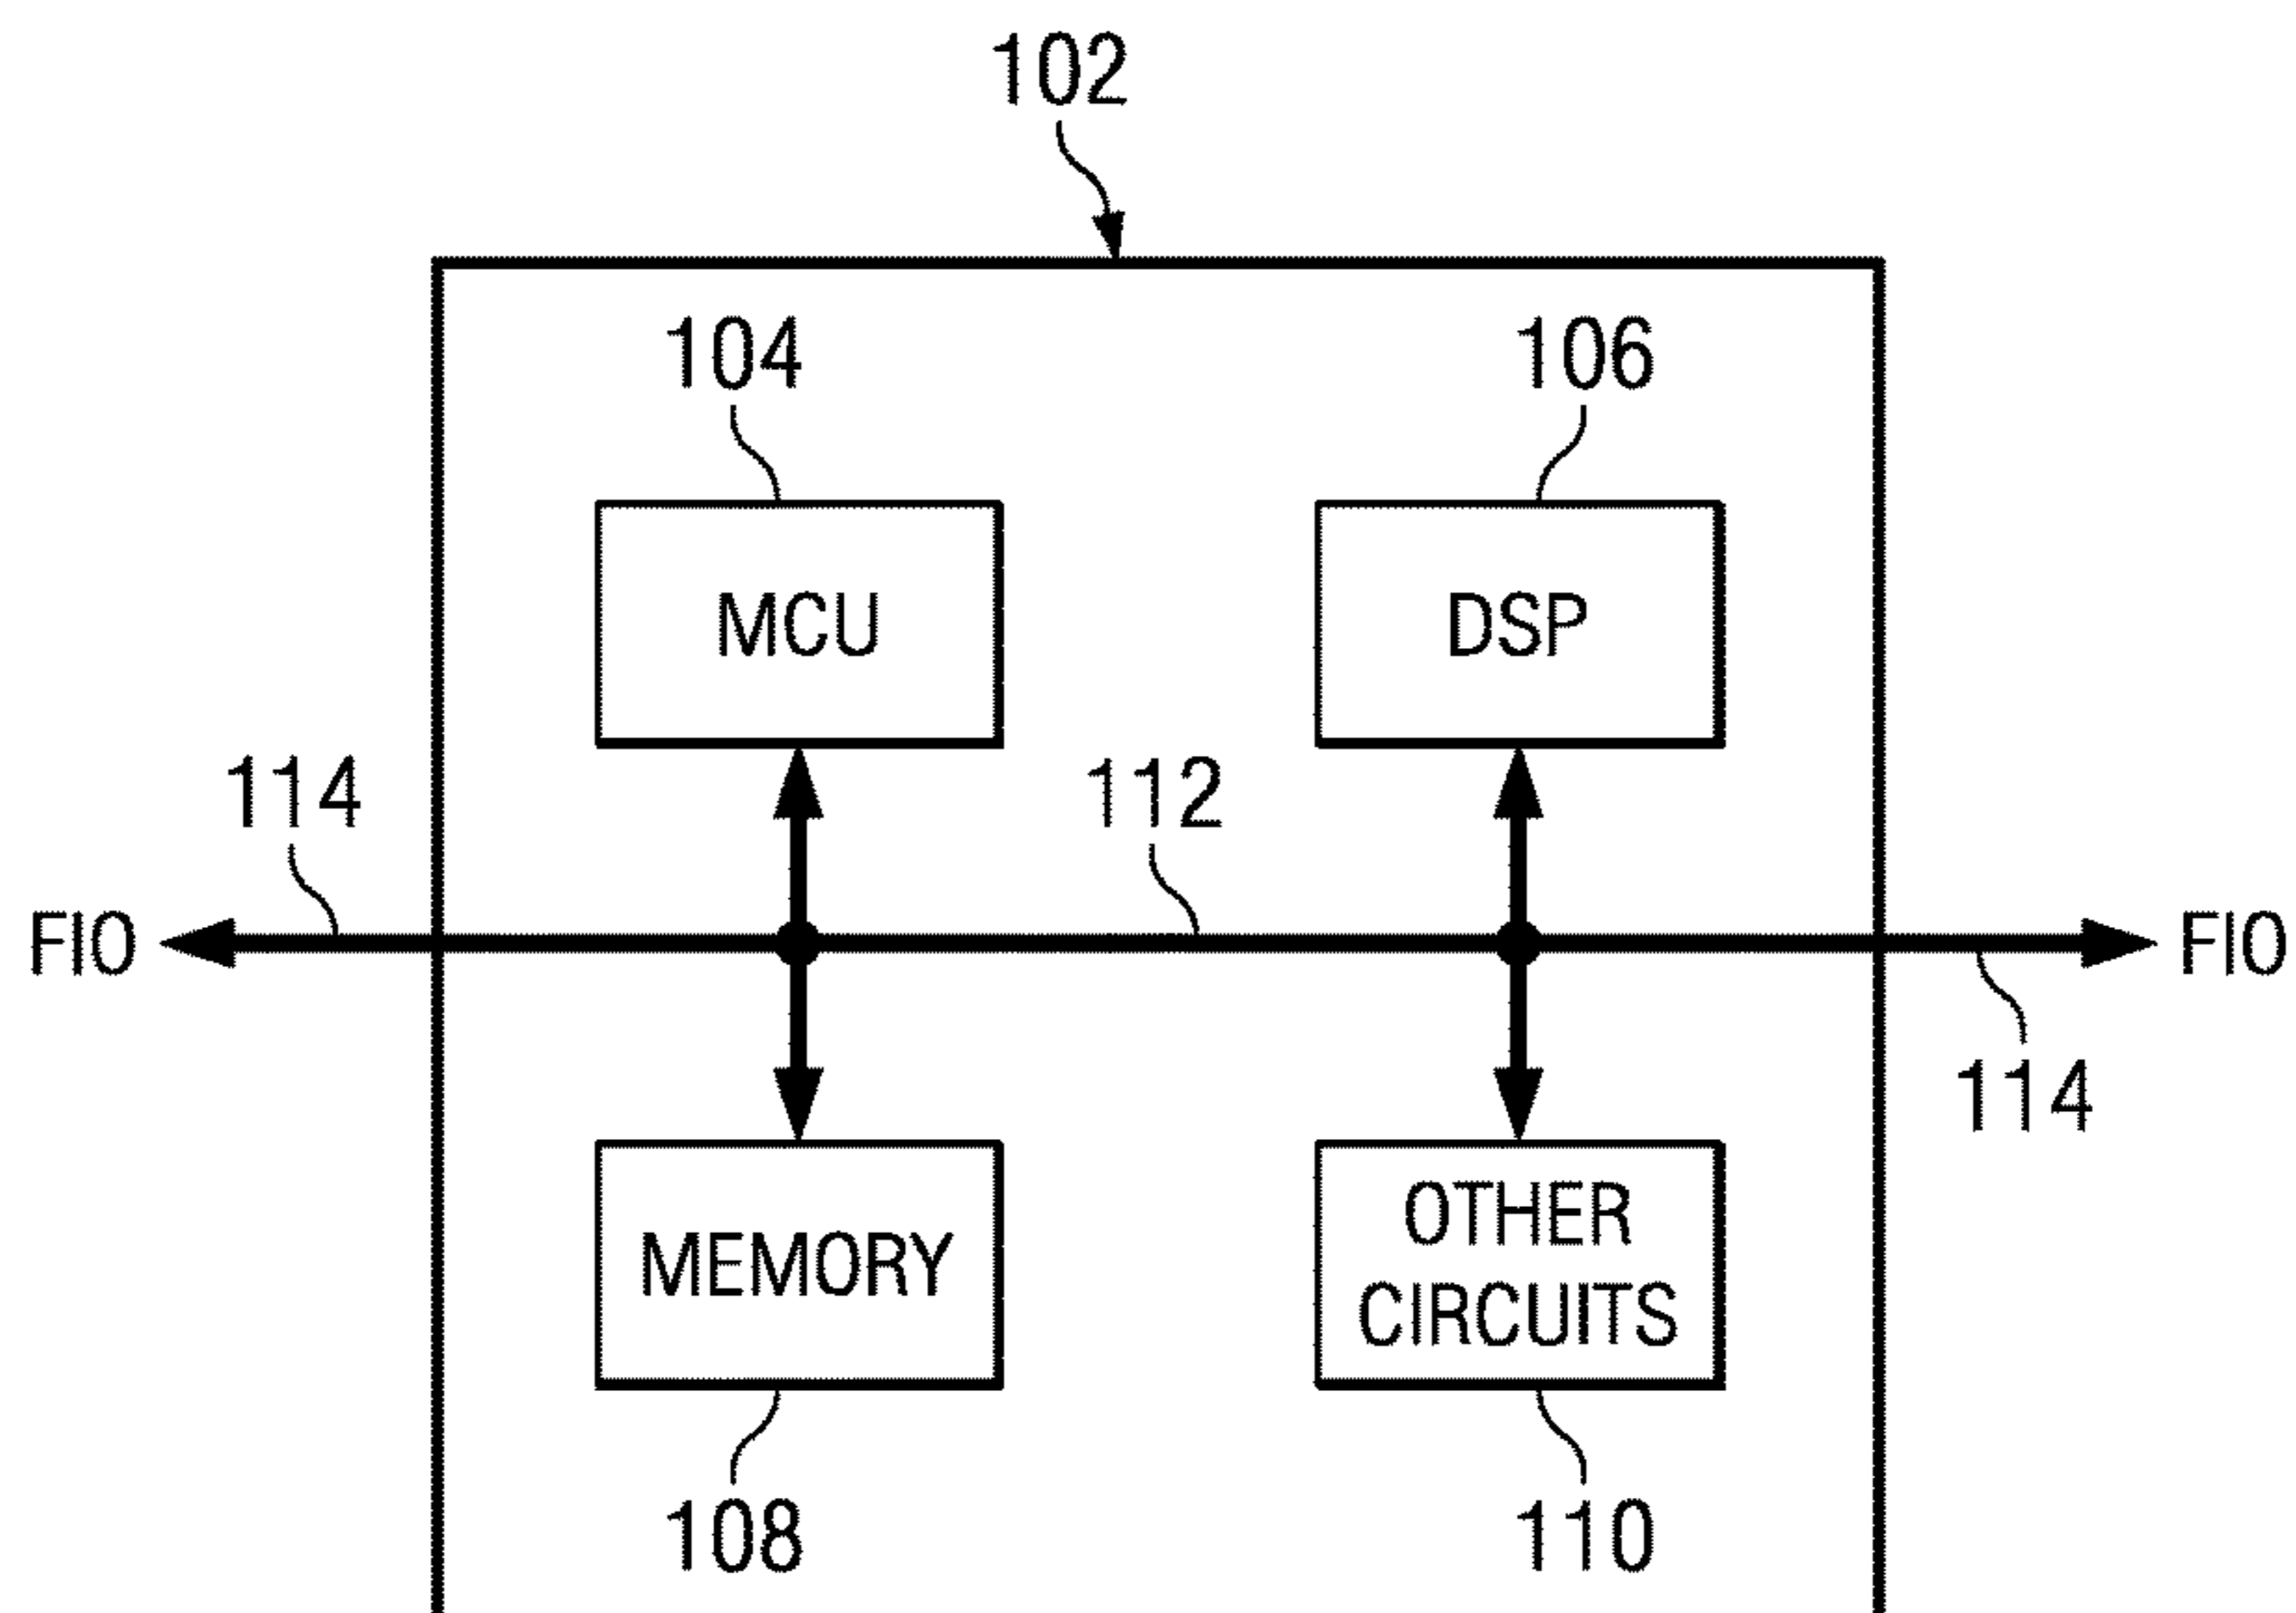 102
104
106
MCU
DSP
114
112
FIO
FIO
114
MEMORY
OTHER
CIRCUITS
108
110